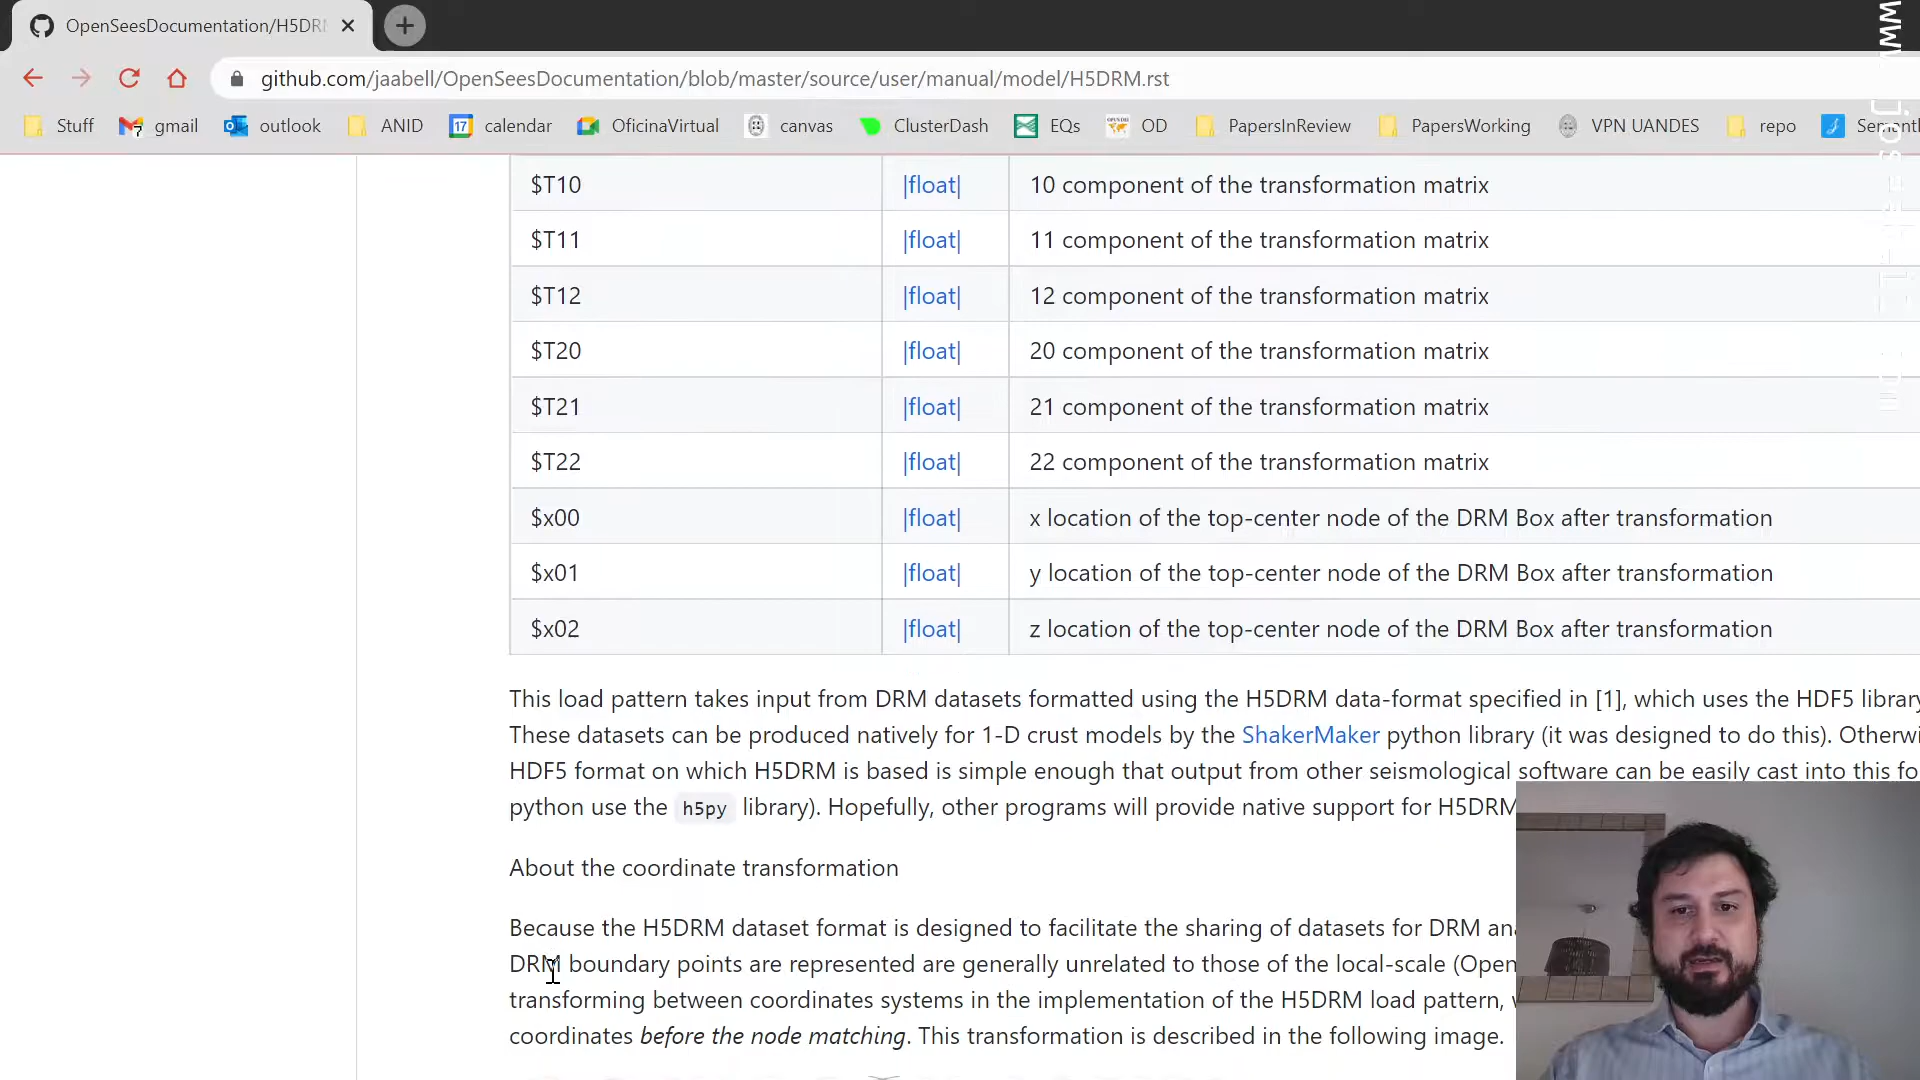 OpenSeesDocumentation/H5DR
github.com/jaabell/OpenSeesDocumentation/blob/master/source/user/manual/model/H5DRM.rst
Stuff gmail outlook ANID 17 calendar OficinaVirtual canvas ClusterDash EQs OD PapersInReview PapersWorking VPN UANDES repo
$T10 |float| 10 component of the transformation matrix
$T11 |float| 11 component of the transformation matrix
$T12 |float| 12 component of the transformation matrix
$T20 |float| 20 component of the transformation matrix
$T21 |float| 21 component of the transformation matrix
$T22 |float| 22 component of the transformation matrix
$x00 |float| x location of the top-center node of the DRM Box after transformation
$x01 |float| y location of the top-center node of the DRM Box after transformation
$x02 |float| z location of the top-center node of the DRM Box after transformation
This load pattern takes input from DRM datasets formatted using the H5DRM data-format specified in [1], which uses the HDF5 library
These datasets can be produced natively for 1-D crust models by the ShakerMaker python library (it was designed to do this). Otherwi
HDF5 format on which H5DRM is based is simple enough that output from other seismological software can be easily cast into this fo
python use the h5py library). Hopefully, other programs will provide native support for H5DRM
About the coordinate transformation
Because the H5DRM dataset format is designed to facilitate the sharing of datasets for DRM ana
DRM boundary points are represented are generally unrelated to those of the local-scale (Open
transforming between coordinates systems in the implementation of the H5DRM load pattern,
coordinates before the node matching. This transformation is described in the following image.